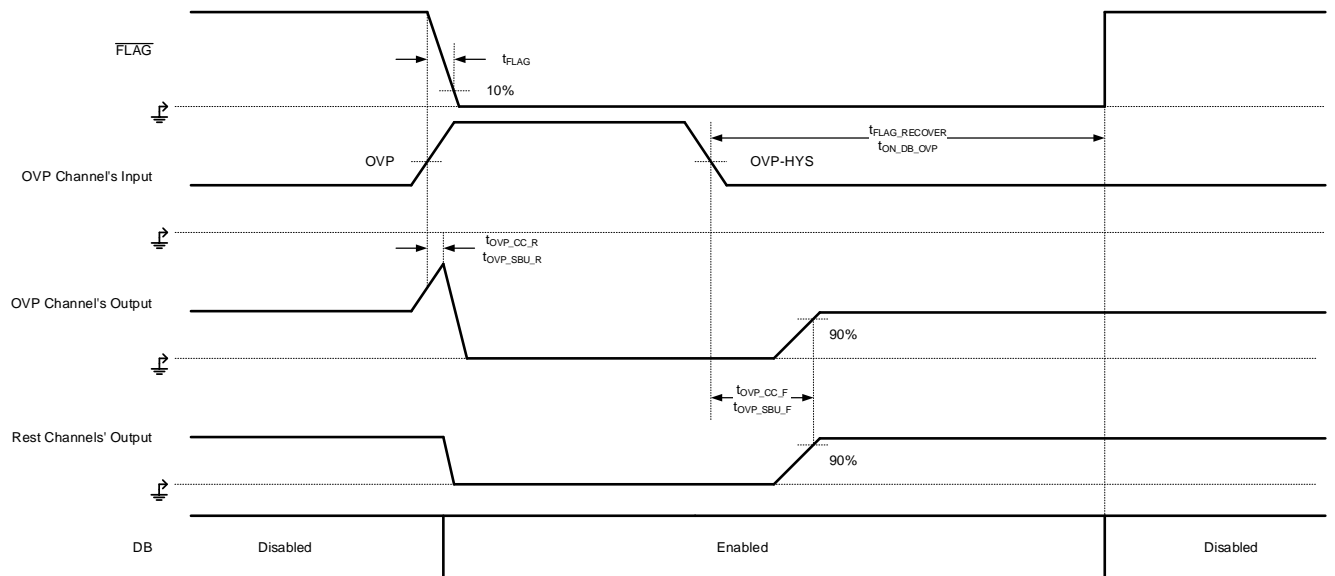 FLAG
tFLAG
10%
tFLAG_RECOVER
tON_DB_OVP
OVP
OVP-HYS
OVP Channel's Input
tOVP_CC_R
tOVP_SBU_R
OVP Channel's Output
90%
tOVP_CC_F
tOVP_SBU_F
Rest Channels' Output
90%
DB
Disabled
Enabled
Disabled